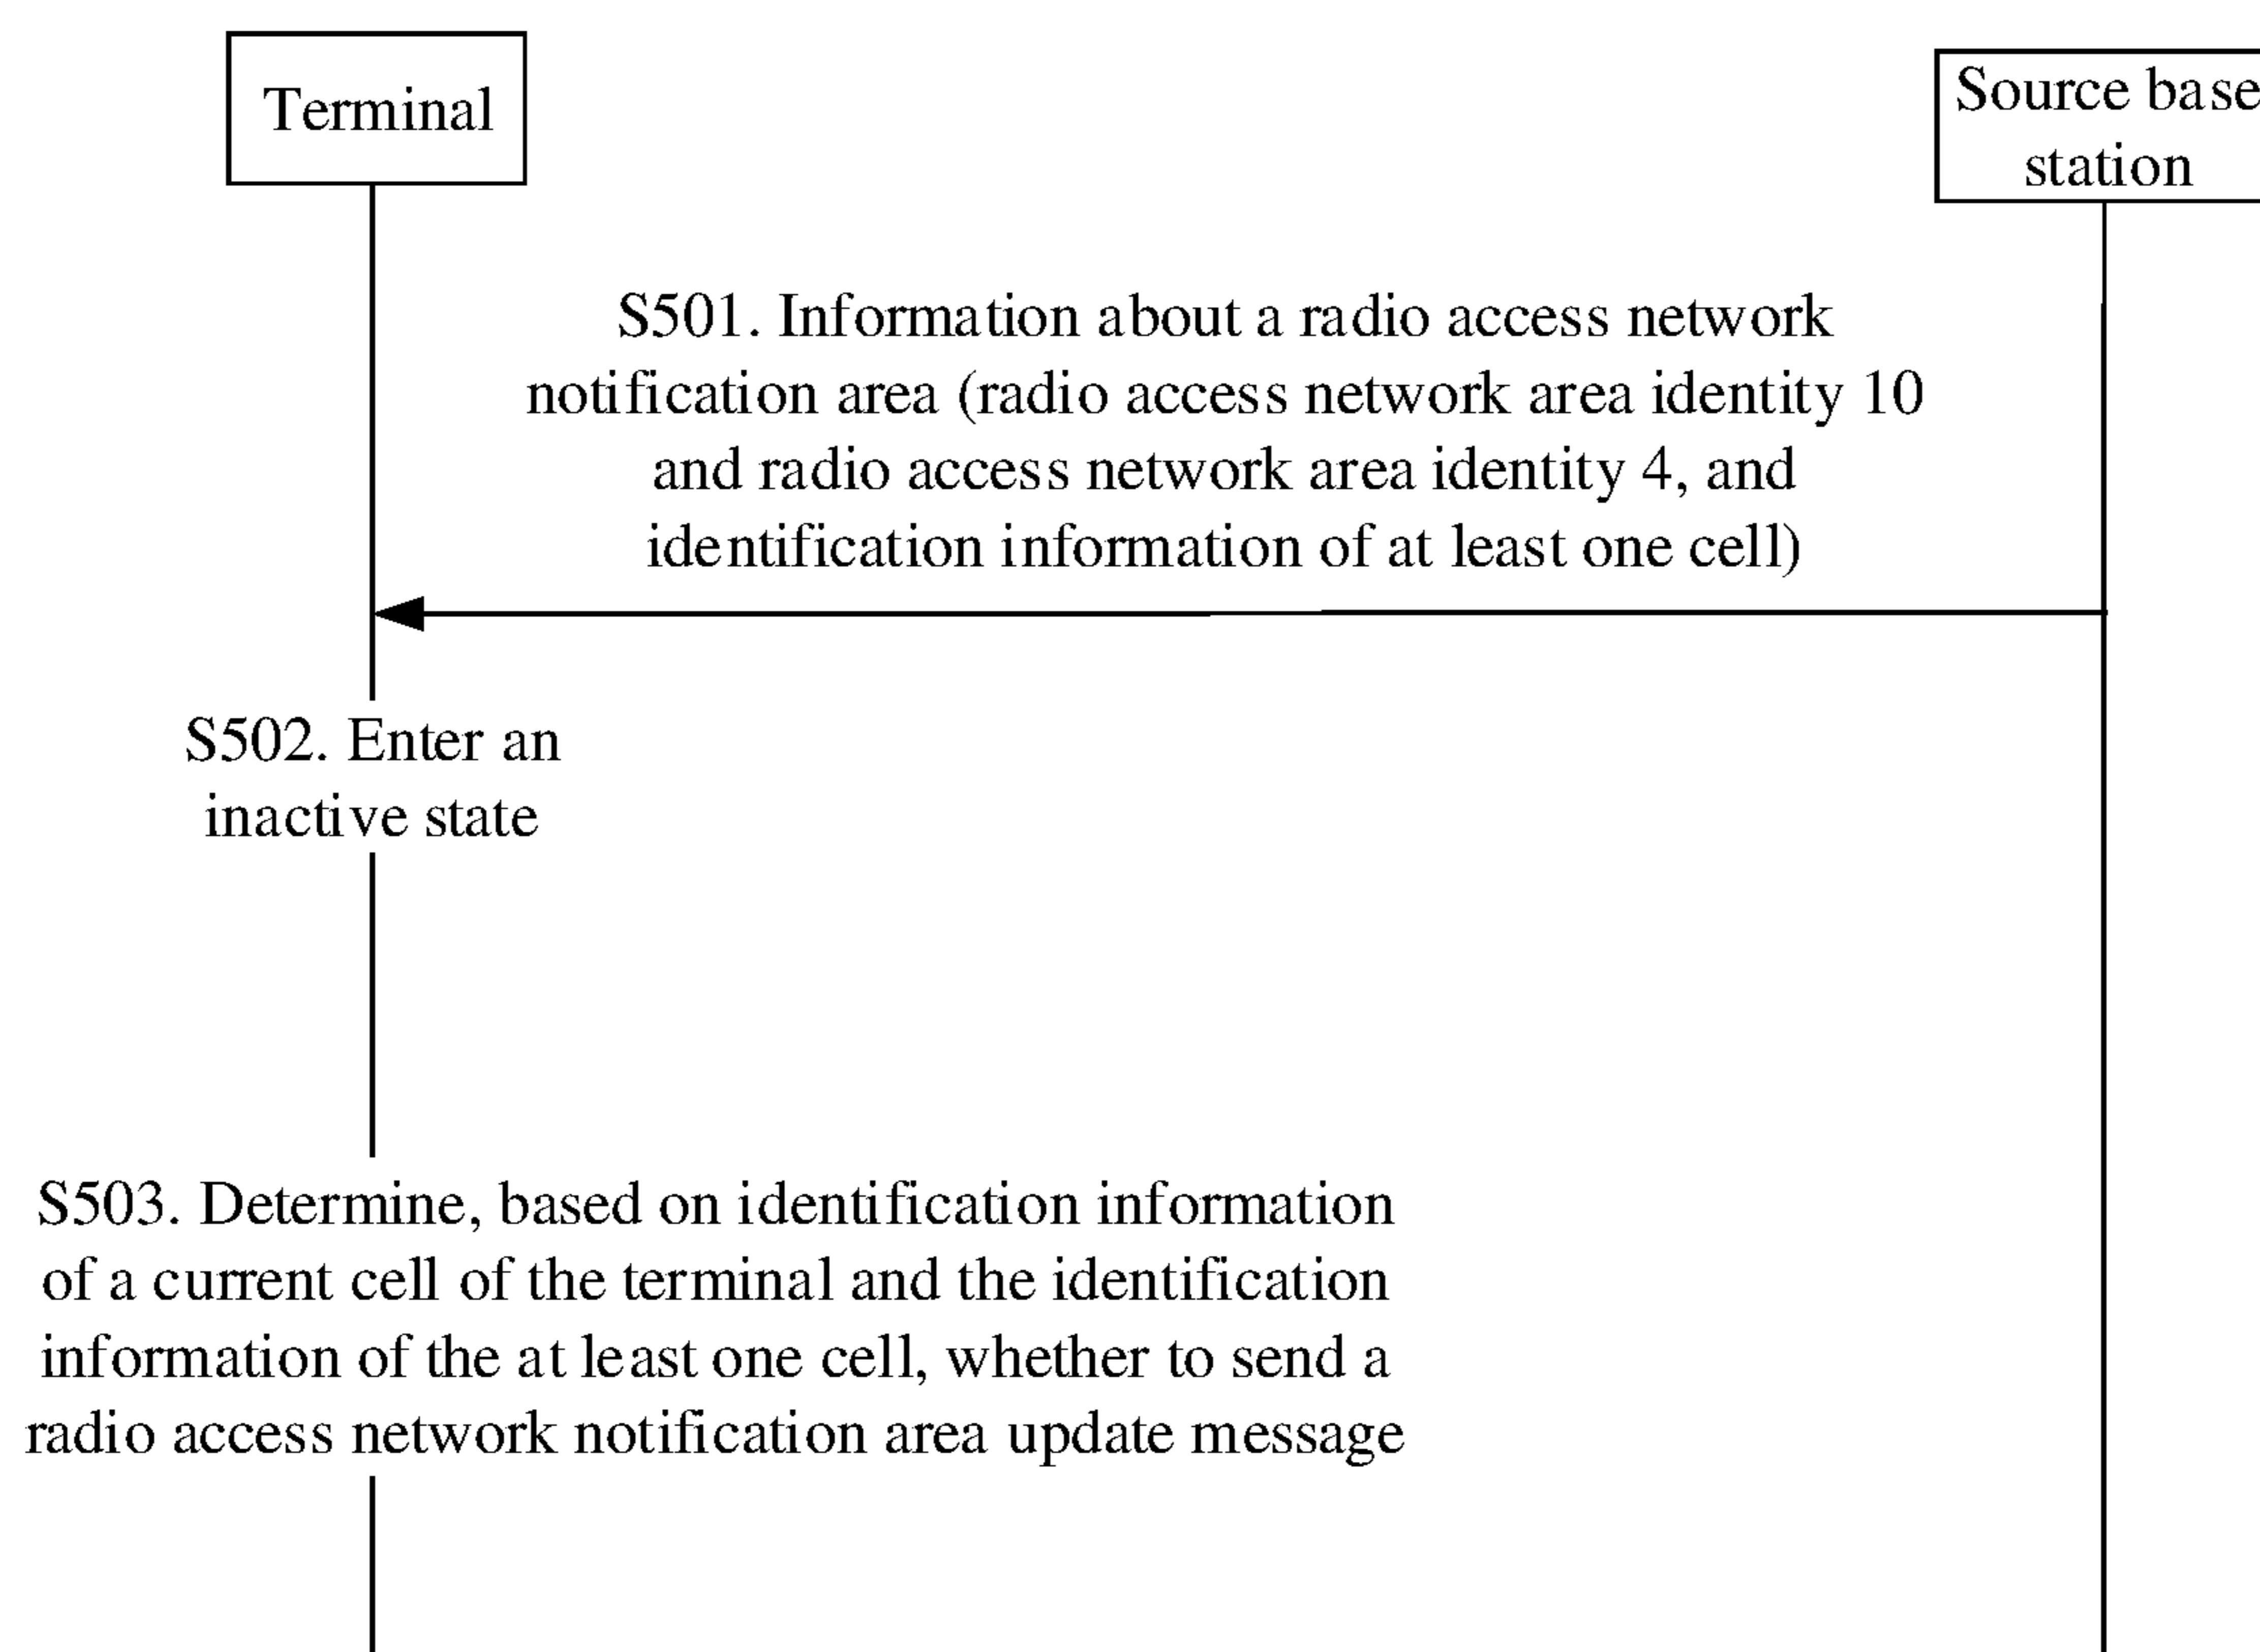 Terminal
Source base
station
S501. Information about a radio access network
notification area (radio access network area identity 10
and radio access network area identity 4, and
identification information of at least one cell)
S502. Enter an
inactive state
S503. Determine, based on identification information
of a current cell of the terminal and the identification
information of the at least one cell, whether to send a
radio access network notification area update message